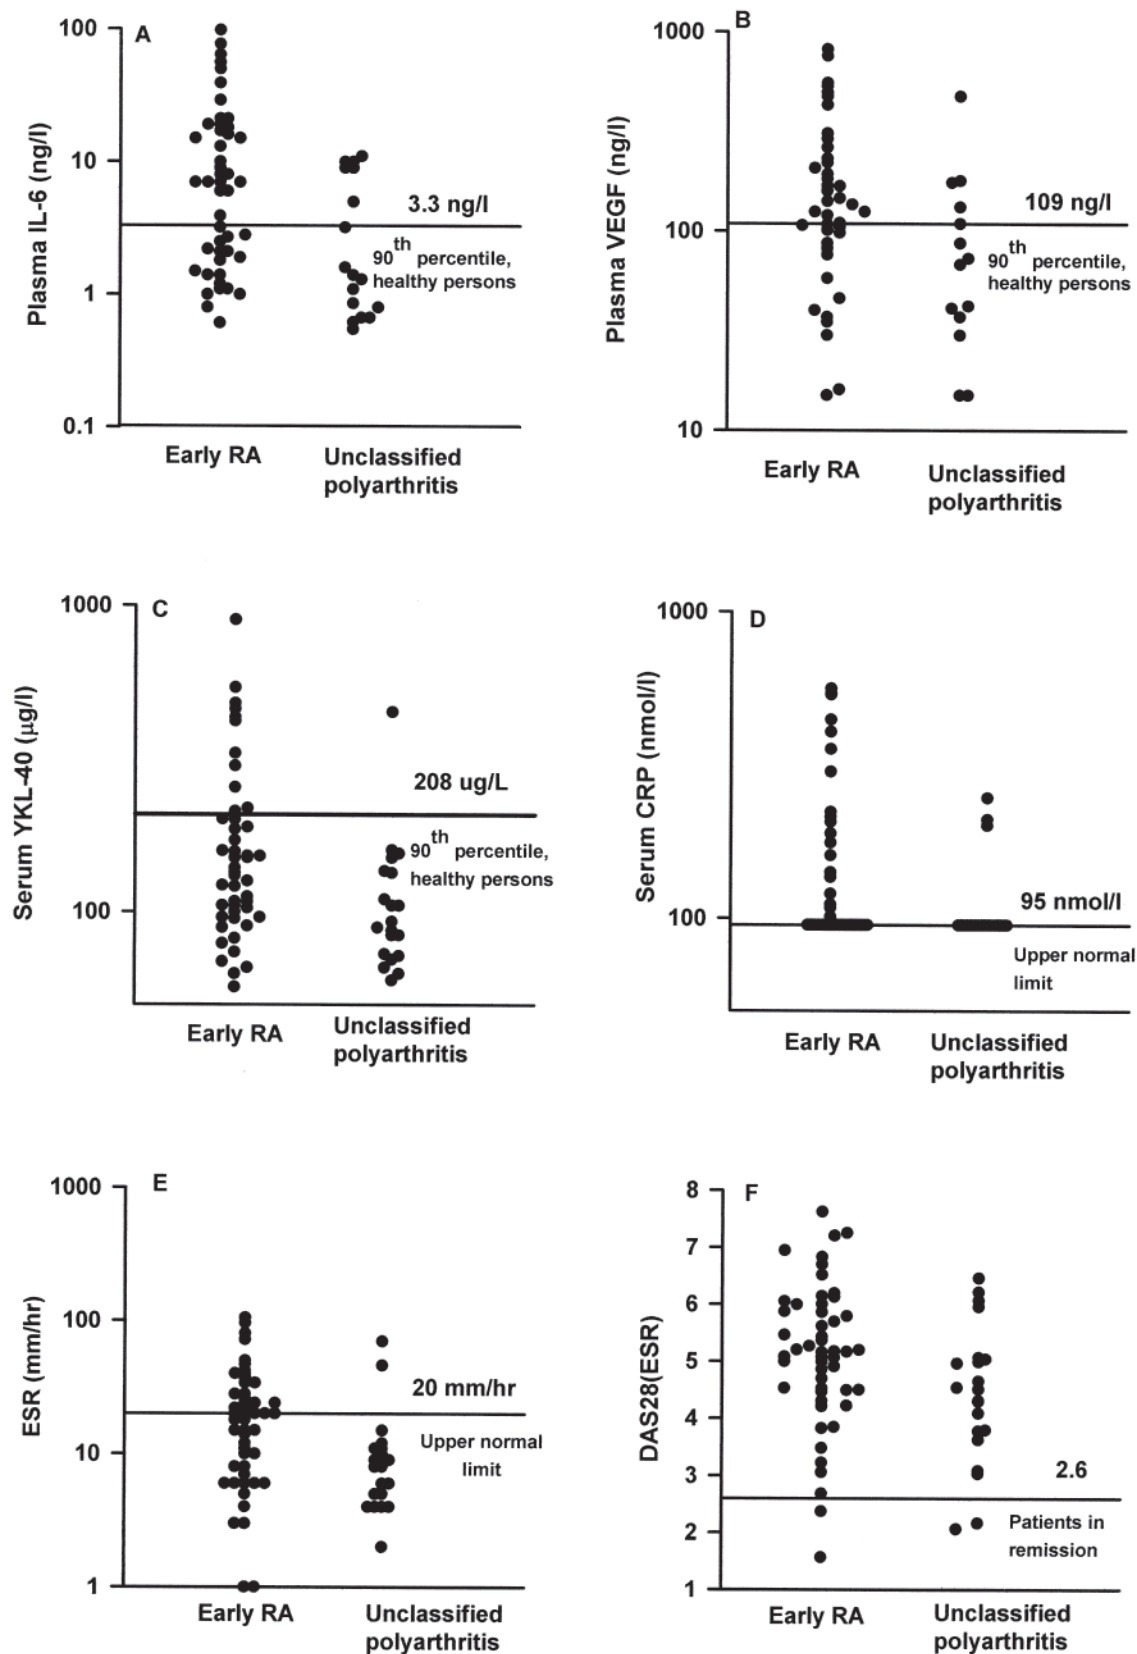 A
Plasma IL-6 (ng/l)
100
10
1
0.1
3.3 ng/l
90th percentile,
healthy persons
Early RA
Unclassified
polyarthritis
B
Plasma VEGF (ng/l)
1000
100
10
109 ng/l
90th percentile,
healthy persons
Early RA
Unclassified
polyarthritis
C
Serum YKL-40 (μg/l)
1000
100
208 ug/L
90th percentile,
healthy persons
Early RA
Unclassified
polyarthritis
D
Serum CRP (nmol/l)
1000
100
95 nmol/l
Upper normal
limit
Early RA
Unclassified
polyarthritis
E
ESR (mm/hr)
1000
100
10
1
20 mm/hr
Upper normal
limit
Early RA
Unclassified
polyarthritis
F
DAS28(ESR)
8
7
6
5
4
3
2
1
2.6
Patients in
remission
Early RA
Unclassified
polyarthritis